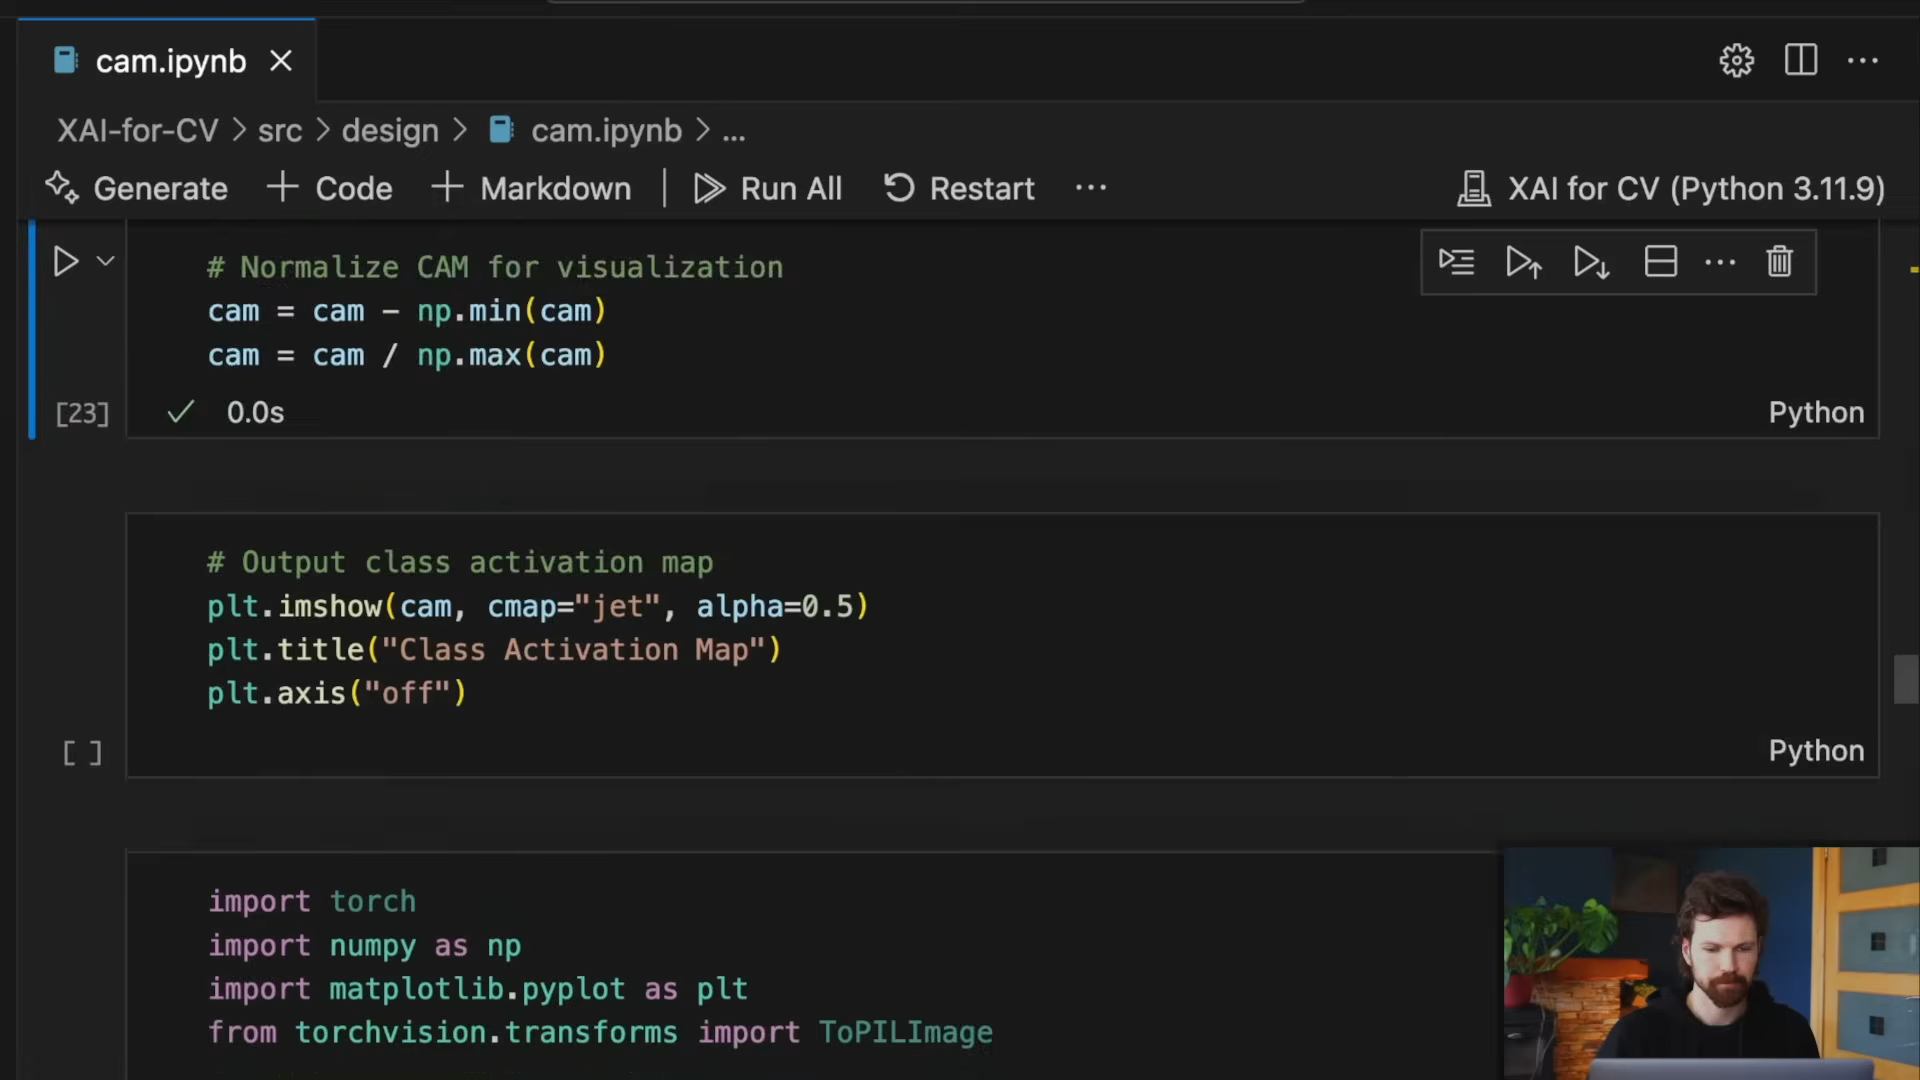 cam.ipynb
XAI-for-CV > src > design > cam.ipynb > ...
Generate + Code + Markdown | Run All Restart ... XAI for CV (Python 3.11.9)
# Normalize CAM for visualization
cam = cam - np.min(cam)
cam = cam / np.max(cam)
[23] 0.0s Python
# Output class activation map
plt.imshow(cam, cmap="jet", alpha=0.5)
plt.title("Class Activation Map")
plt.axis("off")
[ ] Python
import torch
import numpy as np
import matplotlib.pyplot as plt
from torchvision.transforms import ToPILImage